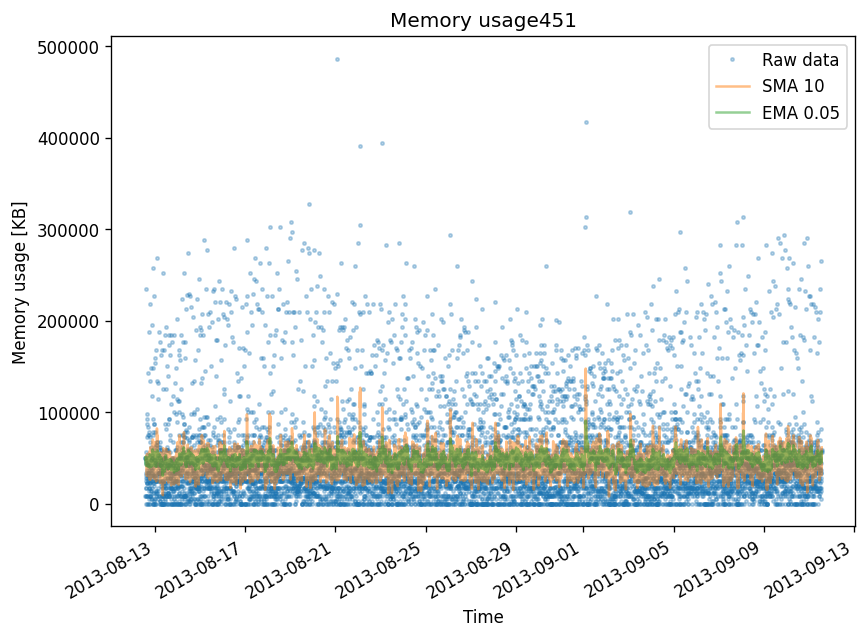 Memory usage451
500000
400000
300000
200000
100000
0
Memory usage [KB]
Raw data
SMA 10
EMA 0.05
2013-08-13
2013-08-17
2013-08-21
2013-08-25
2013-08-29
2013-09-01
2013-09-05
2013-09-09
2013-09-13
Time